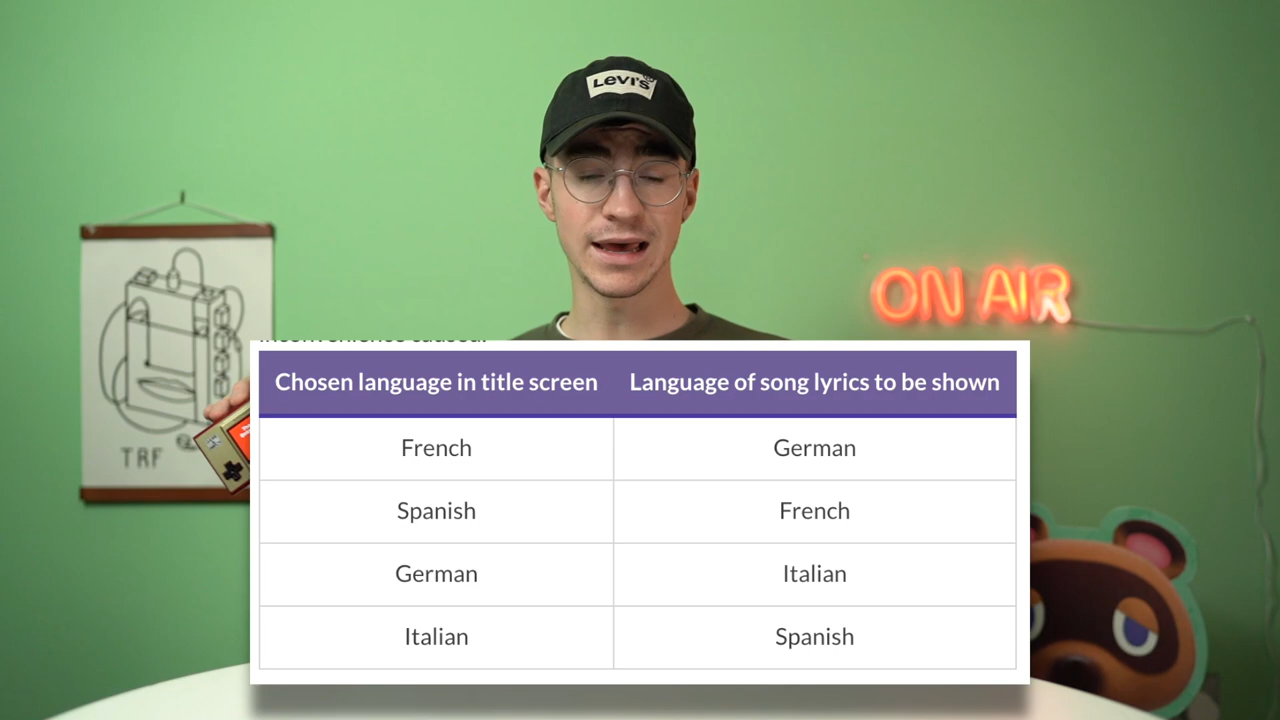 LEVI'S
ON AIR
TRF
Chosen language in title screen Language of song lyrics to be shown
French German
Spanish French
German Italian
Italian Spanish